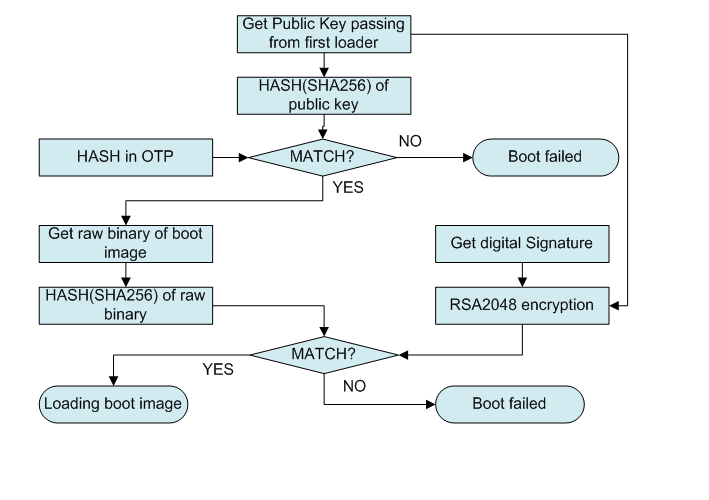 Get Public Key passing
from first loader
HASH(SHA256) of
public key
HASH in OTP
MATCH?
NO
Boot failed
YES
Get raw binary of boot
image
Get digital Signature
HASH(SHA256) of raw
binary
RSA2048 encryption
MATCH?
YES
NO
Loading boot image
Boot failed